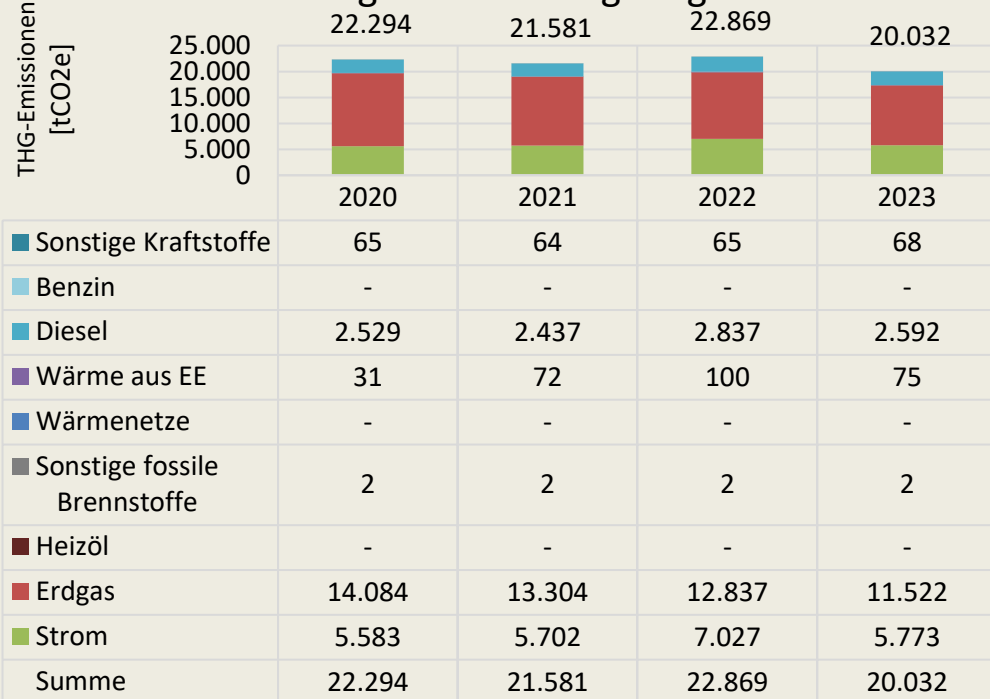 THG-Emissionen
[tCO2e]
22.294 21.581 22.869 20.032
25.000
20.000
15.000
10.000
5.000
0
2020 2021 2022 2023
Sonstige Kraftstoffe 65 64 65 68
Benzin - - - -
Diesel 2.529 2.437 2.837 2.592
Wärme aus EE 31 72 100 75
Wärmenetze - - - -
Sonstige fossile
Brennstoffe 2 2 2 2
Heizöl - - - -
Erdgas 14.084 13.304 12.837 11.522
Strom 5.583 5.702 7.027 5.773
Summe 22.294 21.581 22.869 20.032